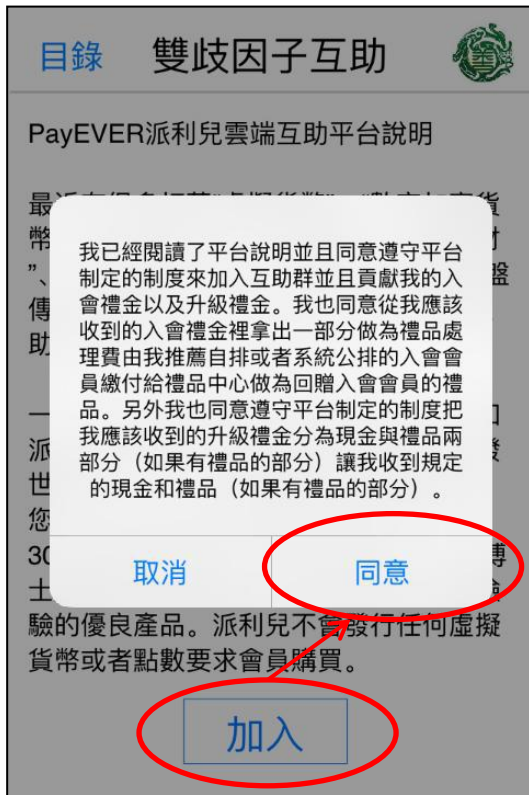 目錄 雙歧因子互助
PayEVER派利兒雲端互助平台說明
最
幣
”、 盤
傳
助
一
派
世
您
30
士
我已經閱讀了平台說明並且同意遵守平台
制定的制度來加入互助群並且貢獻我的入
會禮金以及升級禮金。我也同意從我應該
收到的入會禮金裡拿出一部分做為禮品處
理費由我推薦自排或者系統公排的入會會
員繳付給禮品中心做為回贈入會會員的禮
品。另外我也同意遵守平台制定的制度把
我應該收到的升級禮金分為現金與禮品兩
部分（如果有禮品的部分）讓我收到規定
的現金和禮品（如果有禮品的部分）。
取消 同意
驗的優良產品。派利兒不會發行任何虛擬
貨幣或者點數要求會員購買。
加入